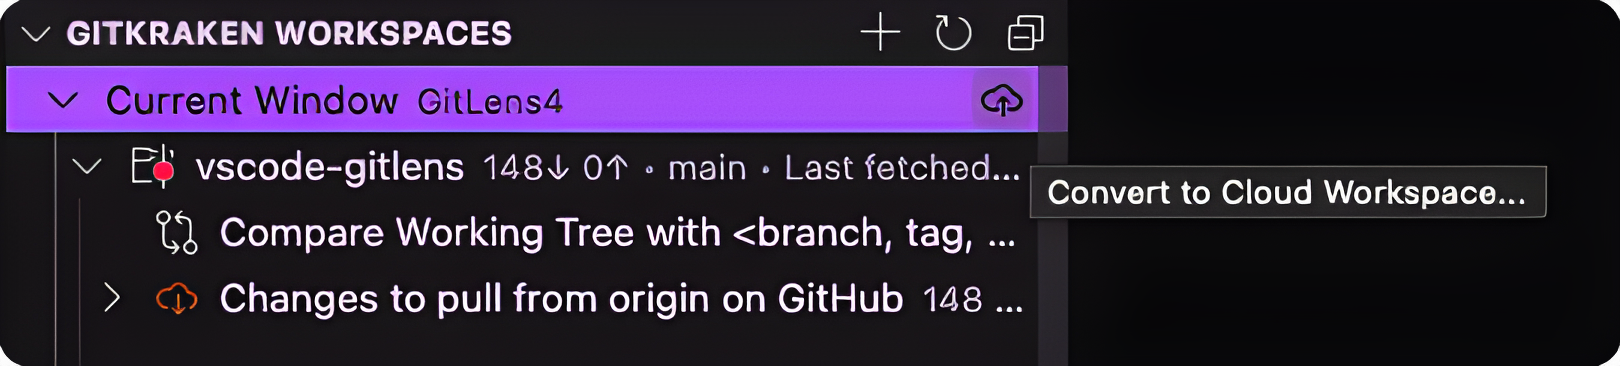 GITKRAKEN WORKSPACES
Current Window GitLens4
vscode-gitlens 148↓ 0↑ • main • Last fetched...
Convert to Cloud Workspace...
Compare Working Tree with <branch, tag, ...
Changes to pull from origin on GitHub 148 ...